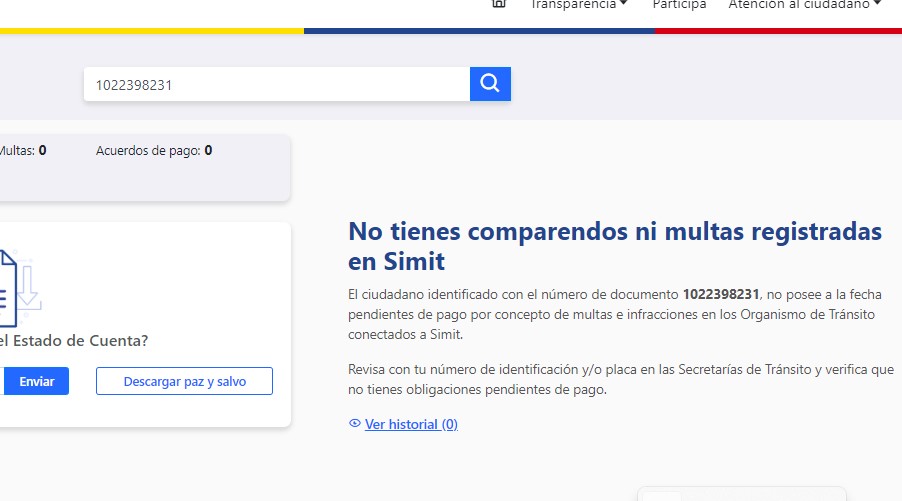 Transparencia
Participa
Atención al ciudadano
1022398231
Multas: 0
Acuerdos de pago: 0
No tienes comparendos ni multas registradas
en Simit
El ciudadano identificado con el número de documento 1022398231, no posee a la fecha
pendientes de pago por concepto de multas e infracciones en los Organismo de Tránsito
conectados a Simit.
Revisa con tu número de identificación y/o placa en las Secretarías de Tránsito y verifica que
no tienes obligaciones pendientes de pago.
Ver historial (0)
el Estado de Cuenta?
Enviar
Descargar paz y salvo